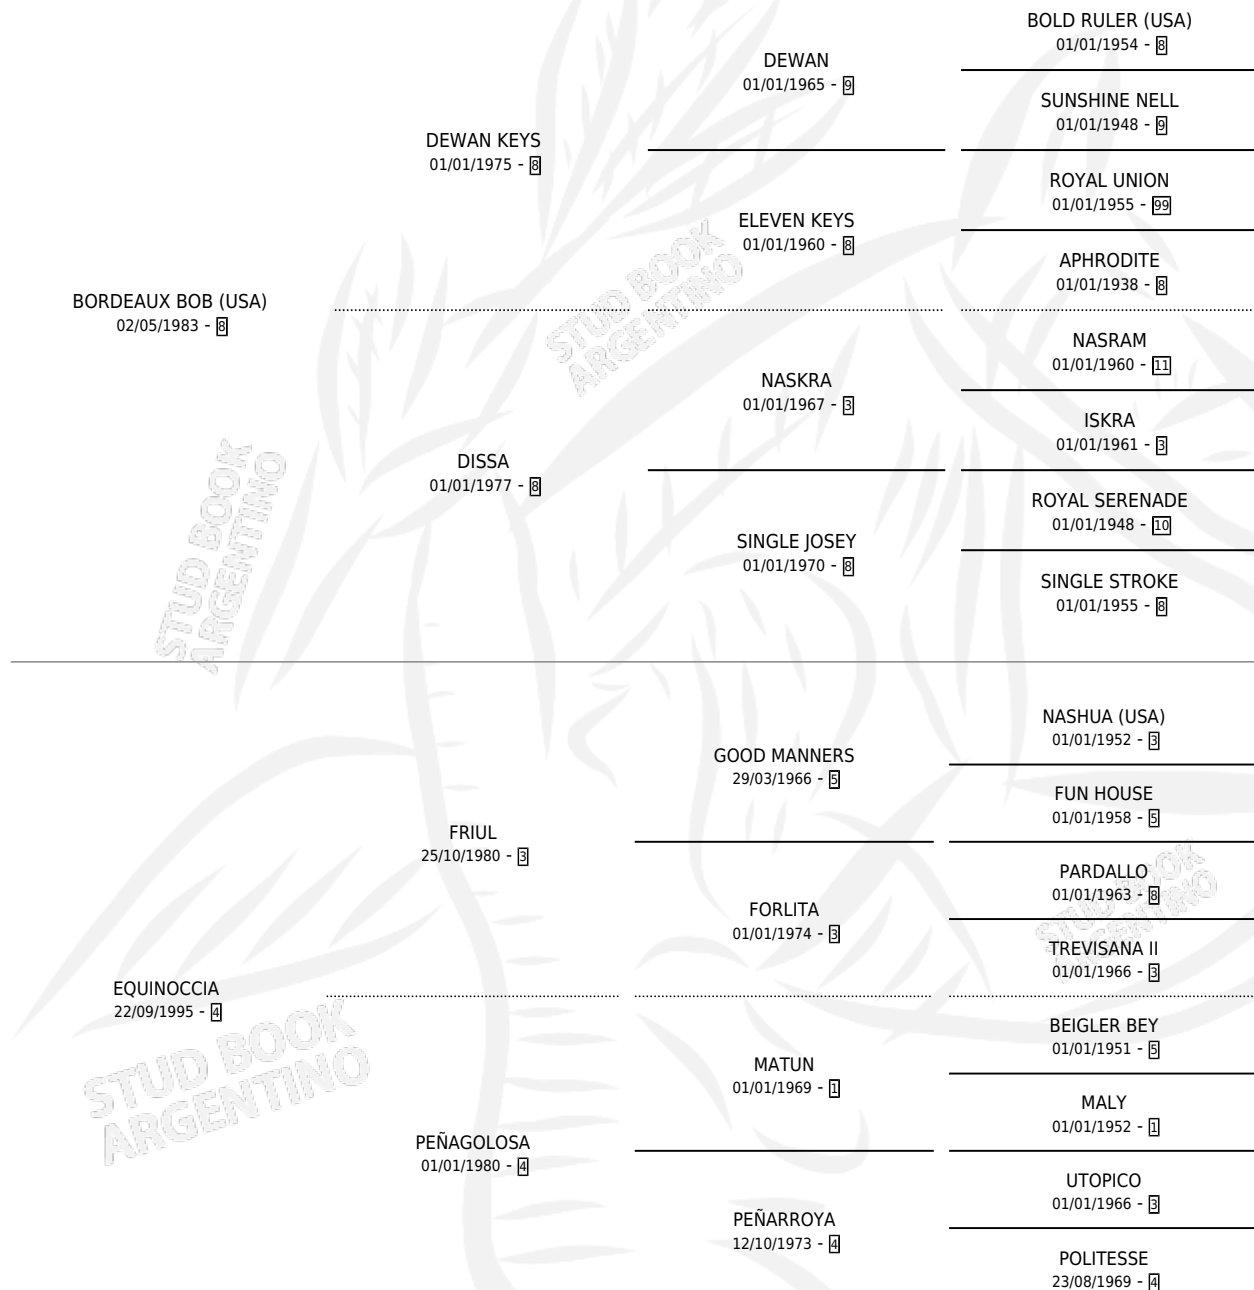 BOLD RULER (USA)
01/01/1954 - 8
DEWAN
01/01/1965 - 9
SUNSHINE NELL
01/01/1948 - 9
DEWAN KEYS
01/01/1975 - 8
ROYAL UNION
01/01/1955 - 99
ELEVEN KEYS
01/01/1960 - 8
APHRODITE
01/01/1938 - 8
BORDEAUX BOB (USA)
02/05/1983 - 8
NASRAM
01/01/1960 - 11
NASKRA
01/01/1967 - 3
ISKRA
01/01/1961 - 3
DISSA
01/01/1977 - 8
ROYAL SERENADE
01/01/1948 - 10
SINGLE JOSEY
01/01/1970 - 8
SINGLE STROKE
01/01/1955 - 8
NASHUA (USA)
01/01/1952 - 3
GOOD MANNERS
29/03/1966 - 5
FUN HOUSE
01/01/1958 - 5
FRIUL
25/10/1980 - 3
PARDALLO
01/01/1963 - 8
FORLITA
01/01/1974 - 3
TREVISANA II
01/01/1966 - 3
EQUINOCCIA
22/09/1995 - 4
BEIGLER BEY
01/01/1951 - 5
MATUN
01/01/1969 - 1
MALY
01/01/1952 - 1
PEÑAGOLOSA
01/01/1980 - 4
UTOPICO
01/01/1966 - 3
PEÑARROYA
12/10/1973 - 4
POLITESSE
23/08/1969 - 4
STUD BOOK
ARGENTINO
STUD BOOK
ARGENTINO
STUD BOOK
ARGENTINO
STUD BOOK
ARGENTINO